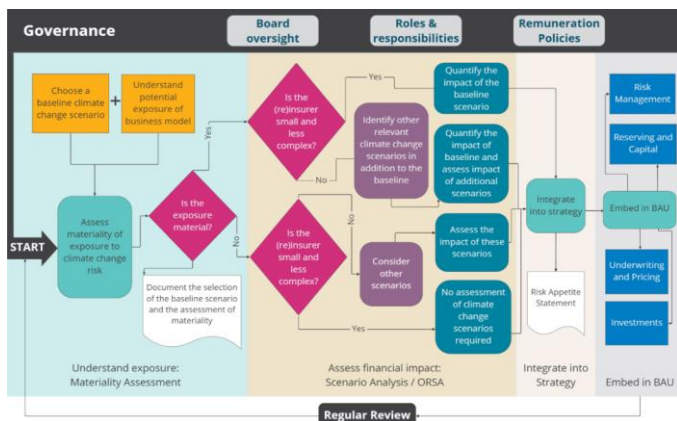 Governance
Board
oversight
Roles &
responsibilities
Remuneration
Policies
Choose a
baseline climate
change scenario
+
Understand
potential
exposure of
business model
START
Assess
materiality of
exposure to
climate change
risk
Is the
exposure
material?
Yes
No
Document the selection
of the baseline scenario
and the assessment of
materiality
Understand exposure:
Materiality Assessment
Is the
(re)insurer
small and
less
complex?
Yes
No
Quantify the
impact of the
baseline
scenario
Identify other
relevant
climate change
scenarios in
addition to the
baseline
Quantify the
impact of
baseline and
assess impact
of additional
scenarios
Is the
(re)insurer
small and
less
complex?
No
Yes
Consider
other
scenarios
Assess the
impact of these
scenarios
No assessment
of climate
change
scenarios
required
Assess financial impact:
Scenario Analysis / ORSA
Integrate
into strategy
Risk Appetite
Statement
Integrate into
Strategy
Risk
Management
Reserving and
Capital
Embed in BAU
Underwriting
and Pricing
Investments
Embed in BAU
Regular Review